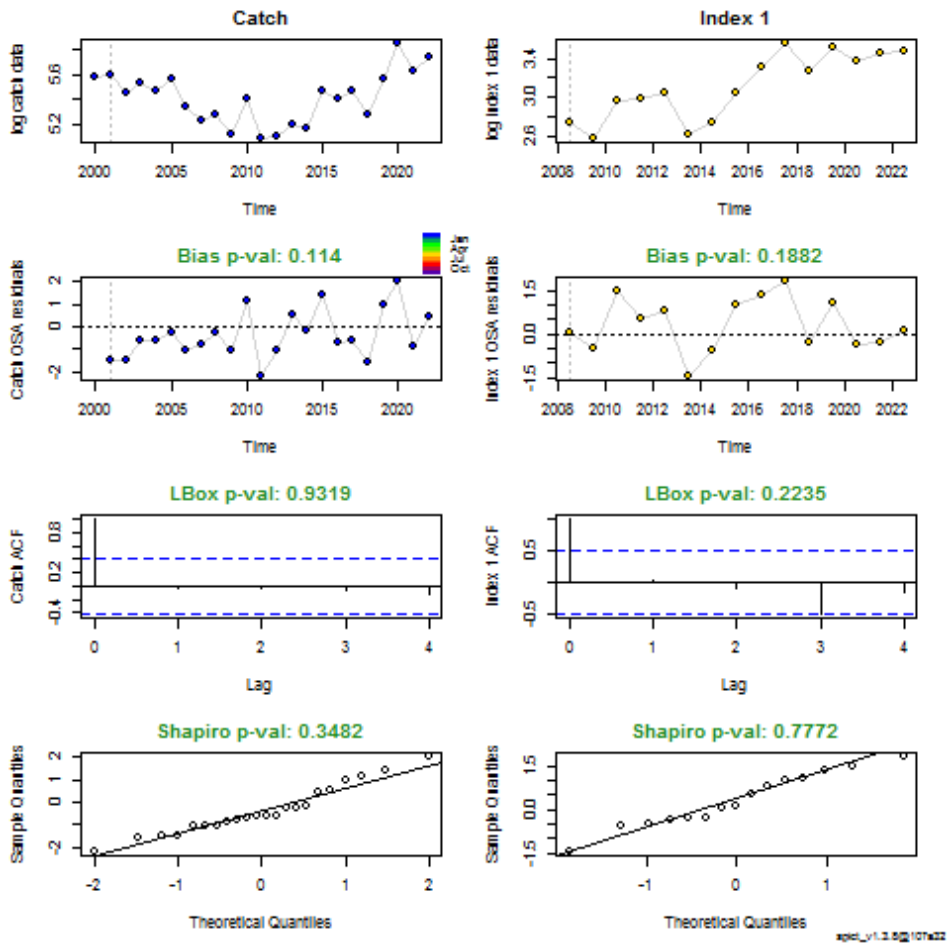 Catch
log catch data
5.6
5.2
2000 2005 2010 2015 2020
Time
Index 1
log index 1 data
3.4
3.0
2.6
2008 2010 2012 2014 2016 2018 2020 2022
Time
Bias p-val: 0.114
Catch OSA residuals
2
1
0
-2
2000 2005 2010 2015 2020
Time
Bias p-val: 0.1882
Index 1 OSA residuals
1.5
0.0
-1.5
2008 2010 2012 2014 2016 2018 2020 2022
Time
LBox p-val: 0.9319
Catch ACF
0.8
0.2
-0.4
0 1 2 3 4
Lag
LBox p-val: 0.2235
Index 1 ACF
0.5
-0.5
0 1 2 3 4
Lag
Shapiro p-val: 0.3482
Sample Quantiles
2
1
0
-2
-2 -1 0 1 2
Theoretical Quantiles
Shapiro p-val: 0.7772
Sample Quantiles
1.5
0.0
-1.5
-1 0 1
Theoretical Quantiles